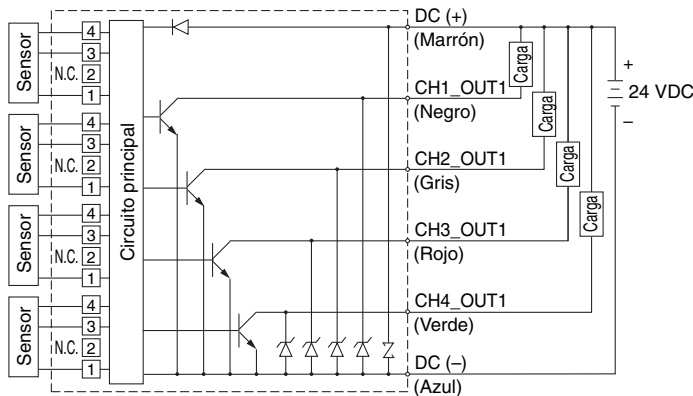 Sensor
4
3
N.C. 2
1
Sensor
4
3
N.C. 2
1
Sensor
4
3
N.C. 2
1
Sensor
4
3
N.C. 2
1
Circuito principal
DC (+)
(Marrón)
CH1_OUT1
(Negro)
CH2_OUT1
(Gris)
CH3_OUT1
(Rojo)
CH4_OUT1
(Verde)
DC (–)
(Azul)
Carga
Carga
Carga
Carga
+
24 VDC
–